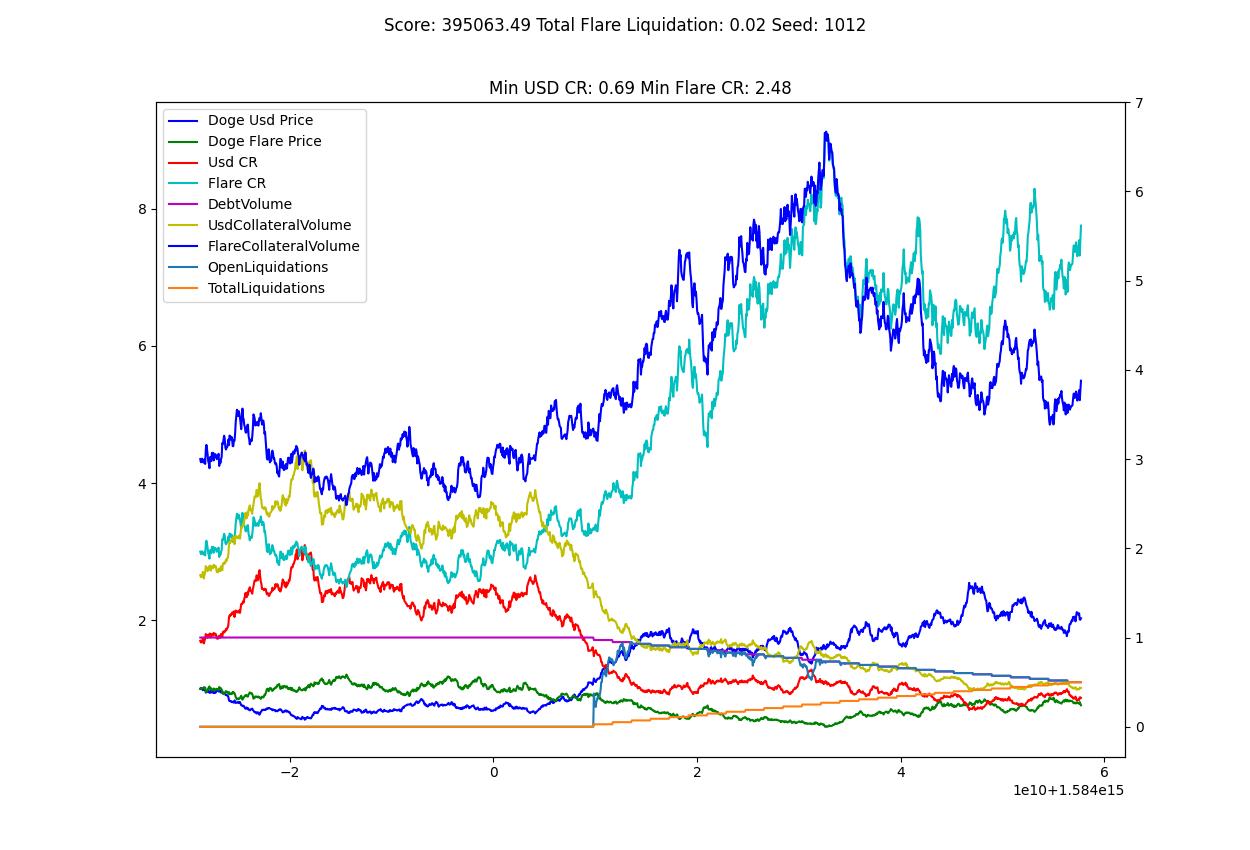 Score: 395063.49 Total Flare Liquidation: 0.02 Seed: 1012
Min USD CR: 0.69 Min Flare CR: 2.48
Doge Usd Price
Doge Flare Price
Usd CR
Flare CR
DebtVolume
UsdCollateralVolume
FlareCollateralVolume
OpenLiquidations
TotalLiquidations
8
6
4
2
7
6
5
4
3
2
1
0
−2
0
2
4
6
1e10+1.584e15